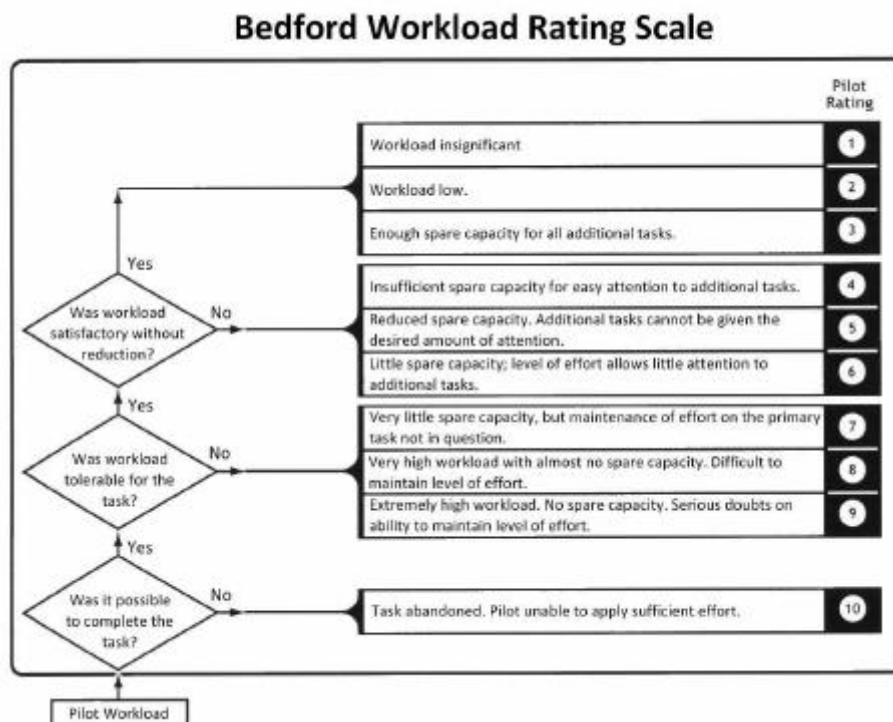 Bedford Workload Rating Scale
Pilot
Rating
Workload insignificant
1
Workload low.
2
Enough spare capacity for all additional tasks.
3
Yes
Was workload
satisfactory without
reduction?
No
Insufficient spare capacity for easy attention to additional tasks.
4
Reduced spare capacity. Additional tasks cannot be given the
desired amount of attention.
5
Little spare capacity; level of effort allows little attention to
additional tasks.
6
Yes
Was workload
tolerable for the
task?
No
Very little spare capacity, but maintenance of effort on the primary
task not in question.
7
Very high workload with almost no spare capacity. Difficult to
maintain level of effort.
8
Extremely high workload. No spare capacity. Serious doubts on
ability to maintain level of effort.
9
Yes
Was it possible
to complete the
task?
No
Task abandoned. Pilot unable to apply sufficient effort.
10
Pilot Workload